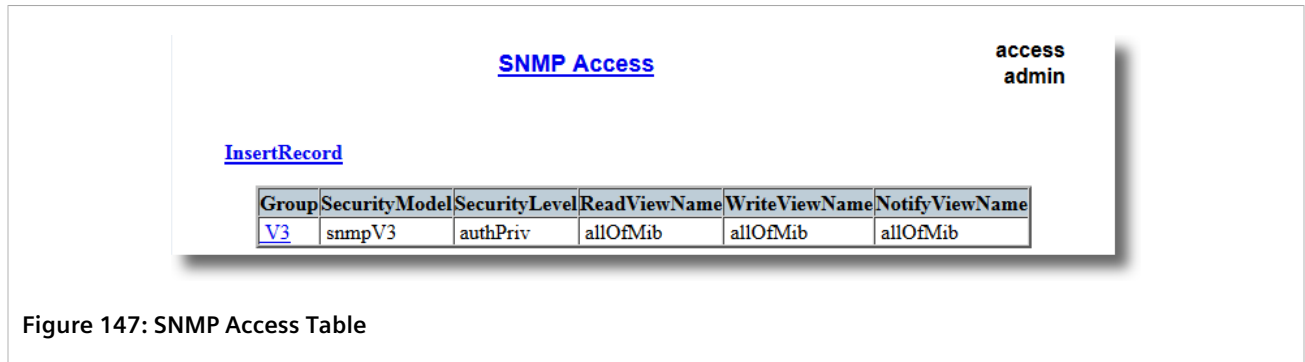 SNMP Access
access
admin
InsertRecord
Group SecurityModel SecurityLevel ReadViewName WriteViewName NotifyViewName
V3 snmpV3 authPriv allOfMib allOfMib allOfMib
Figure 147: SNMP Access Table